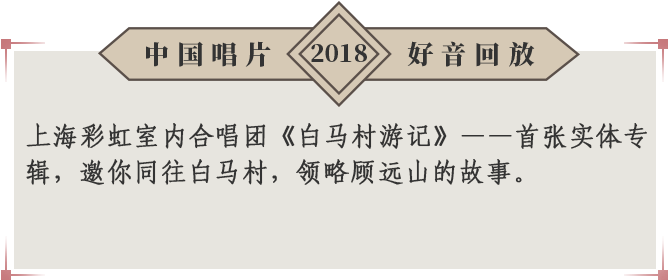 中国唱片 2018 好音回放
上海彩虹室内合唱团《白马村游记》——首张实体专
辑，邀你同往白马村，领略顾远山的故事。